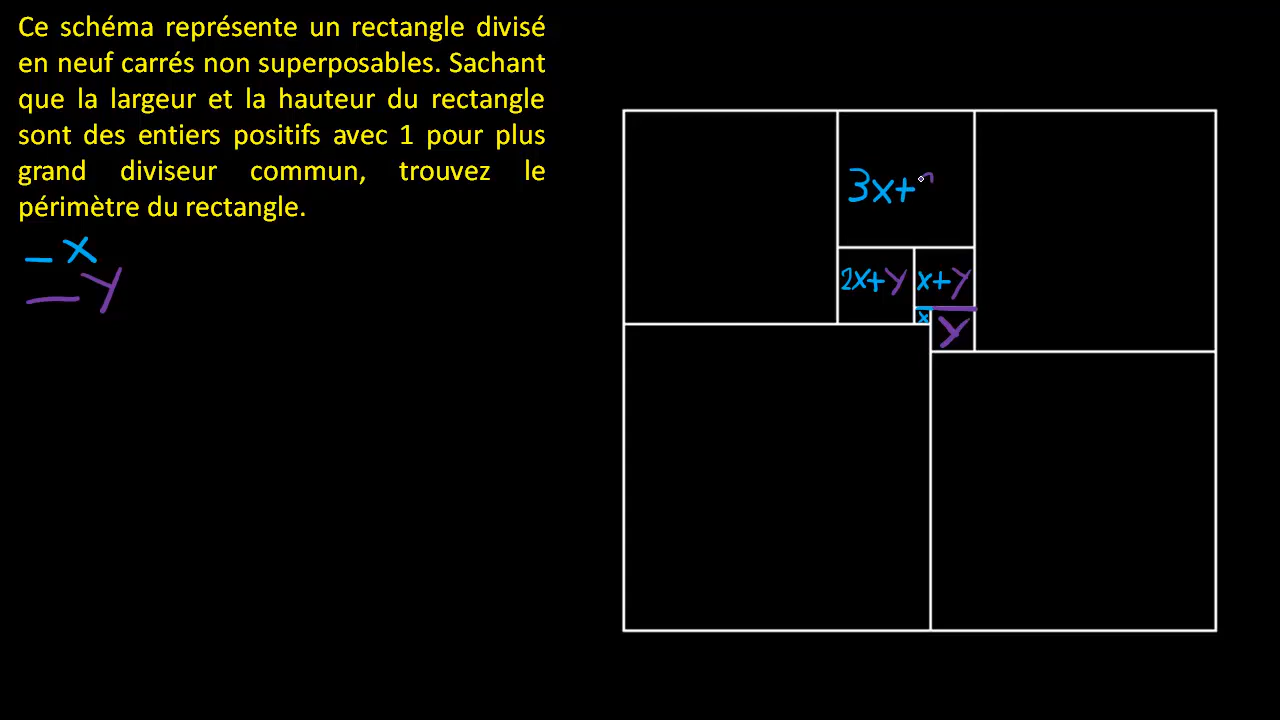 Ce schéma représente un rectangle divisé
en neuf carrés non superposables. Sachant
que la largeur et la hauteur du rectangle
sont des entiers positifs avec 1 pour plus
grand diviseur commun, trouvez le
périmètre du rectangle.
x
y
3x+
2x+y
x+y
x
y